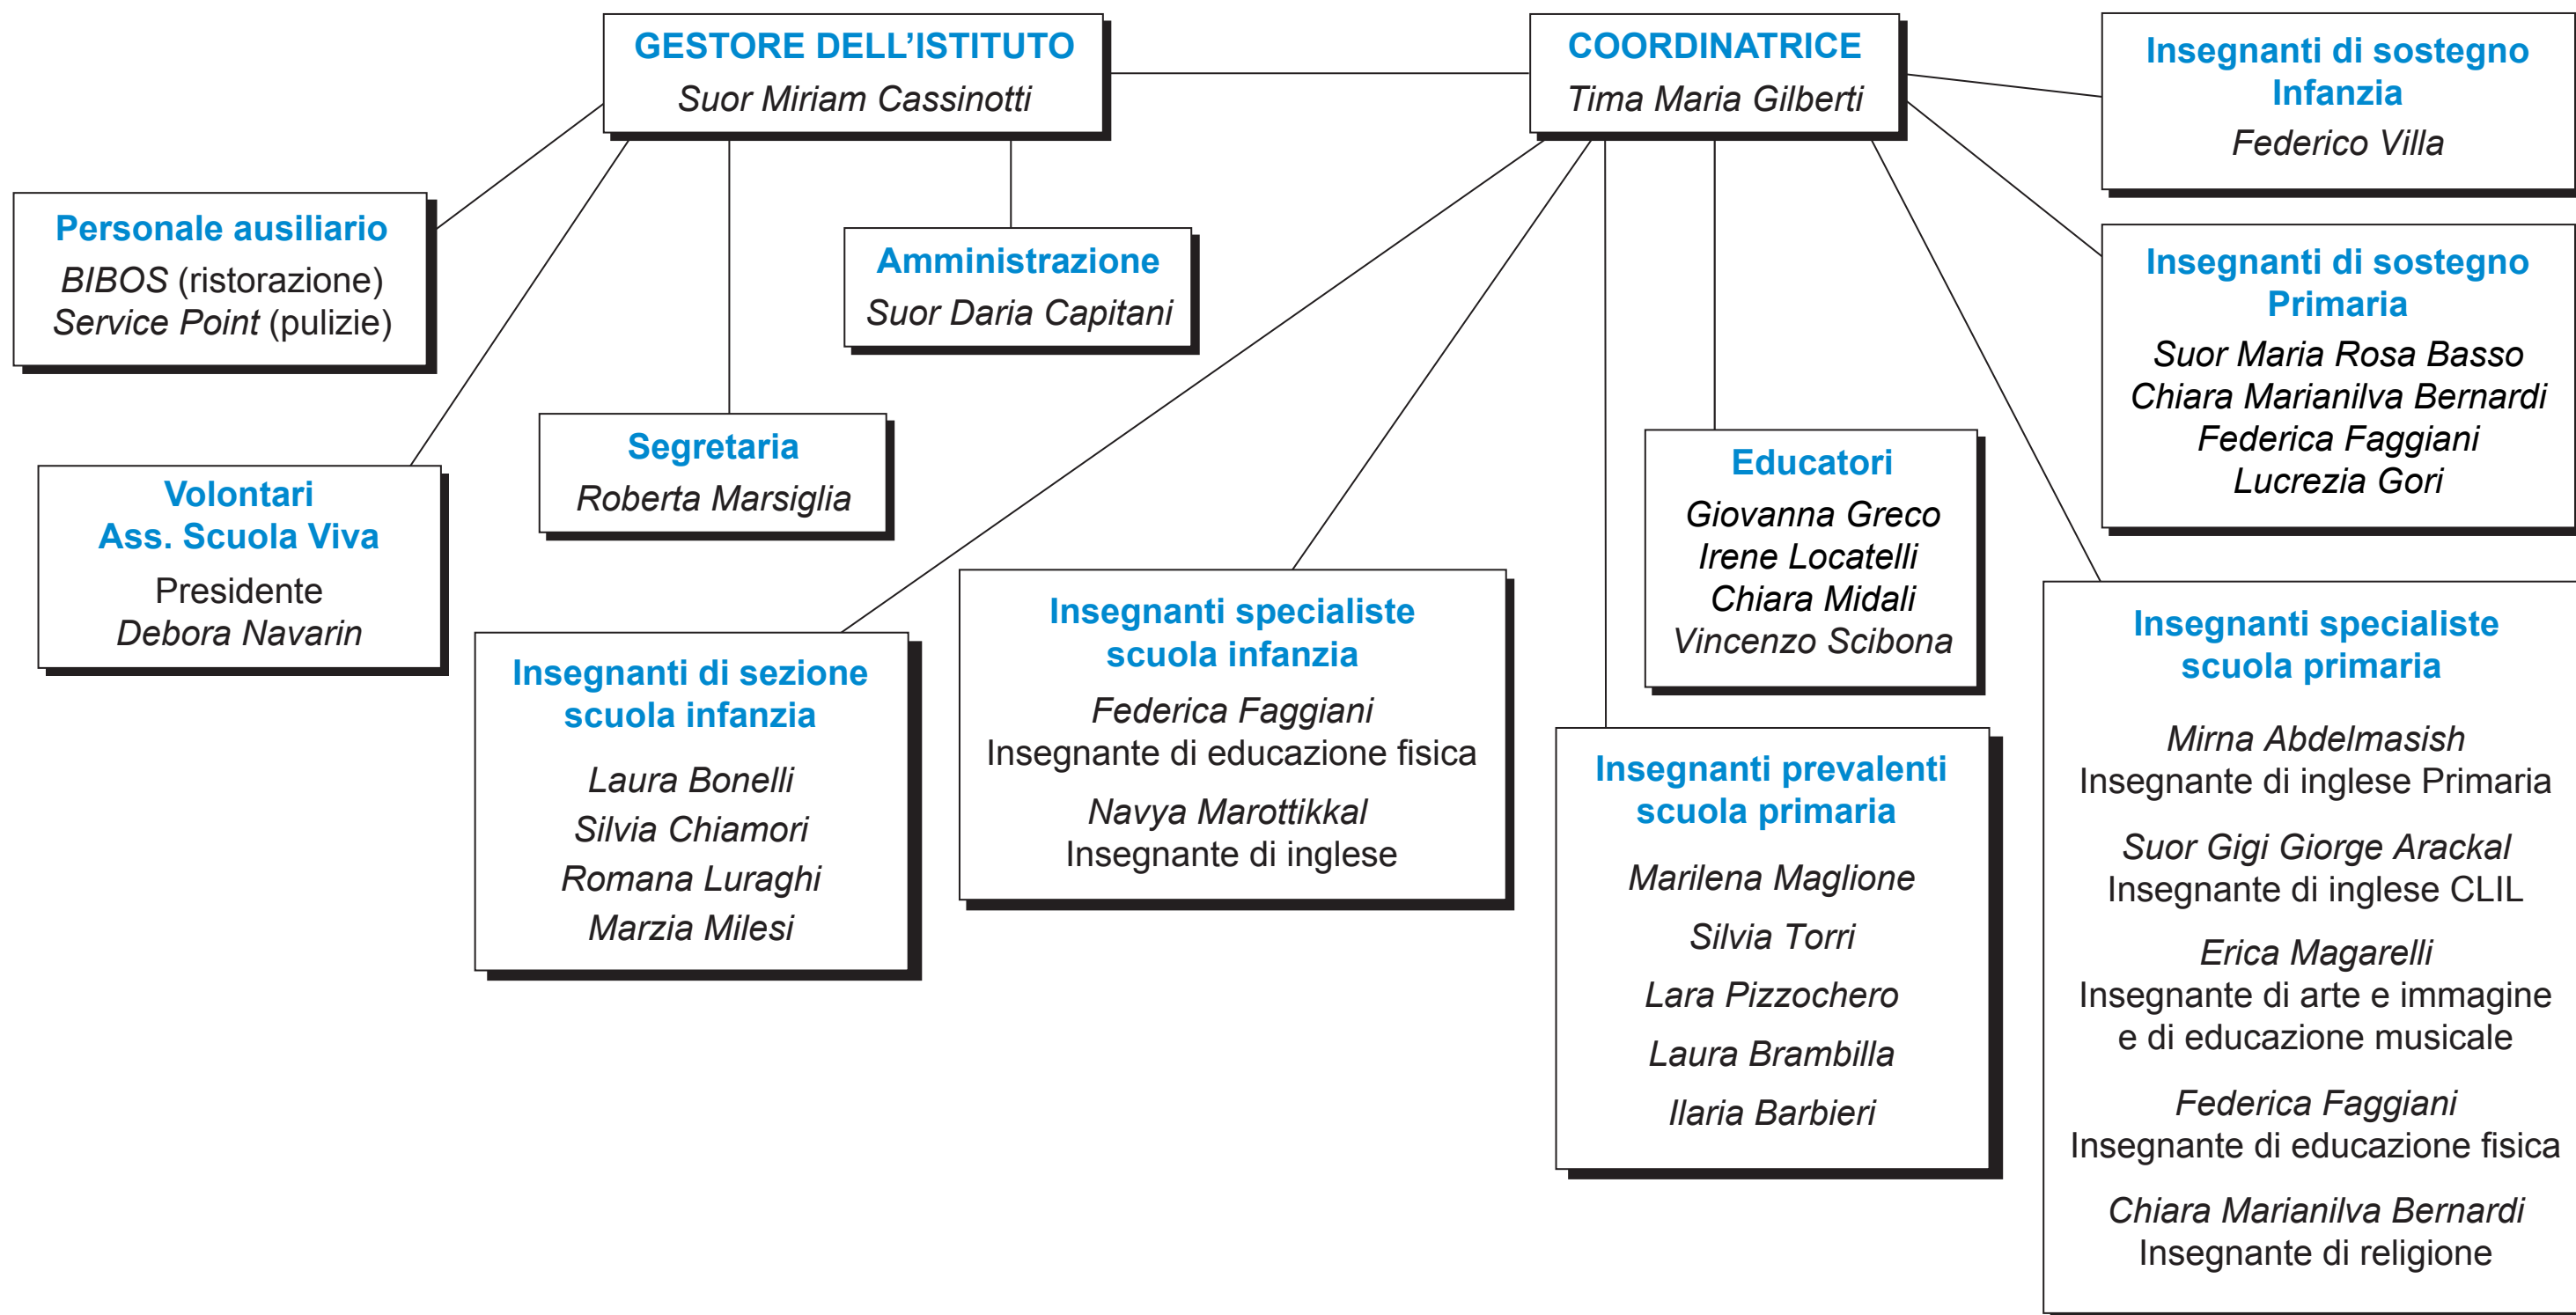 GESTORE DELL’ISTITUTO
Suor Miriam Cassinotti
COORDINATRICE
Tima Maria Gilberti
Insegnanti di sostegno
Infanzia
Federico Villa
Personale ausiliario
BIBOS (ristorazione)
Service Point (pulizie)
Amministrazione
Suor Daria Capitani
Insegnanti di sostegno
Primaria
Suor Maria Rosa Basso
Chiara Marianilva Bernardi
Federica Faggiani
Lucrezia Gori
Volontari
Ass. Scuola Viva
Presidente
Debora Navarin
Segretaria
Roberta Marsiglia
Educatori
Giovanna Greco
Irene Locatelli
Chiara Midali
Vincenzo Scibona
Insegnanti di sezione
scuola infanzia
Laura Bonelli
Silvia Chiamori
Romana Luraghi
Marzia Milesi
Insegnanti specialiste
scuola infanzia
Federica Faggiani
Insegnante di educazione fisica
Navya Marottikkal
Insegnante di inglese
Insegnanti prevalenti
scuola primaria
Marilena Maglione
Silvia Torri
Lara Pizzochero
Laura Brambilla
Ilaria Barbieri
Insegnanti specialiste
scuola primaria
Mirna Abdelmasish
Insegnante di inglese Primaria
Suor Gigi Giorge Arackal
Insegnante di inglese CLIL
Erica Magarelli
Insegnante di arte e immagine
e di educazione musicale
Federica Faggiani
Insegnante di educazione fisica
Chiara Marianilva Bernardi
Insegnante di religione